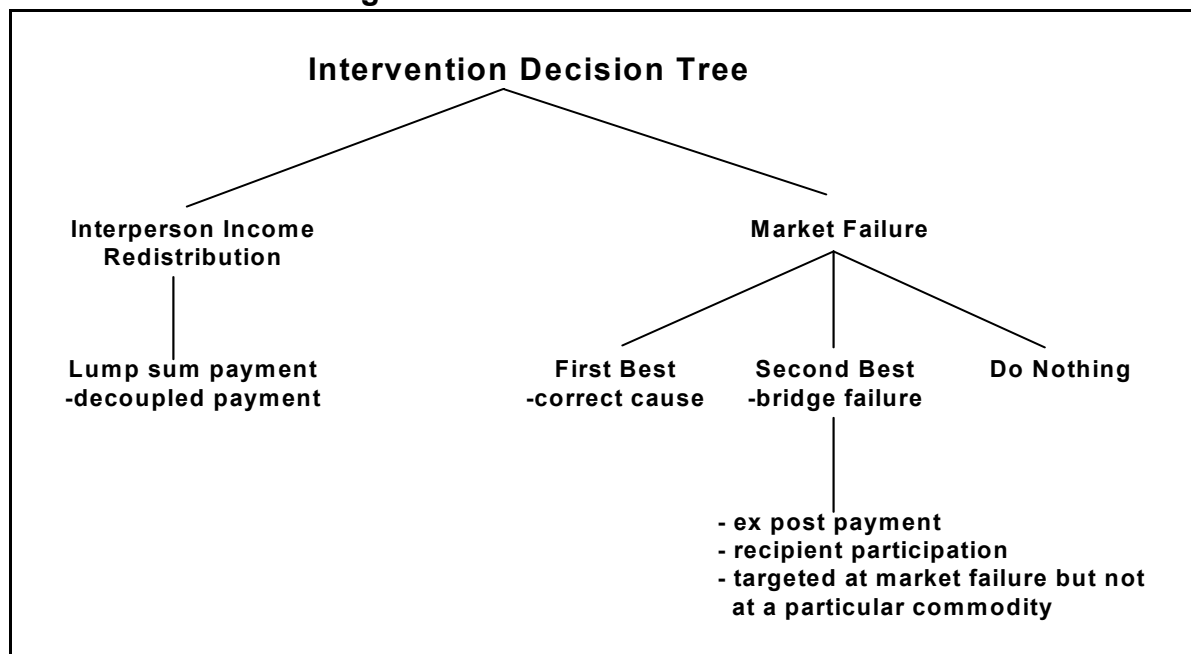 Intervention Decision Tree
Interperson Income
Redistribution
Market Failure
Lump sum payment
-decoupled payment
First Best
-correct cause
Second Best
-bridge failure
Do Nothing
- ex post payment
- recipient participation
- targeted at market failure but not
at a particular commodity